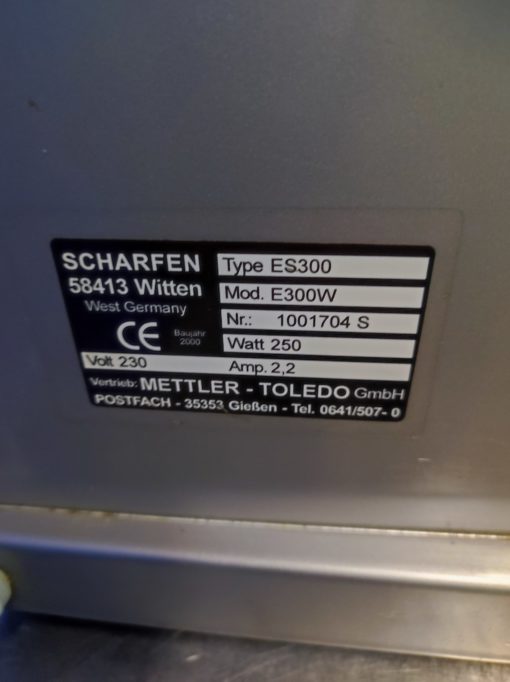 SCHARFEN
58413 Witten
West Germany
CE
Baujahr
2000
Type ES300
Mod. E300W
Nr.: 1001704 S
Watt 250
Volt 230 Amp. 2,2
Vertrieb: METTLER - TOLEDO GmbH
POSTFACH - 35353 Gießen - Tel. 0641/507- 0